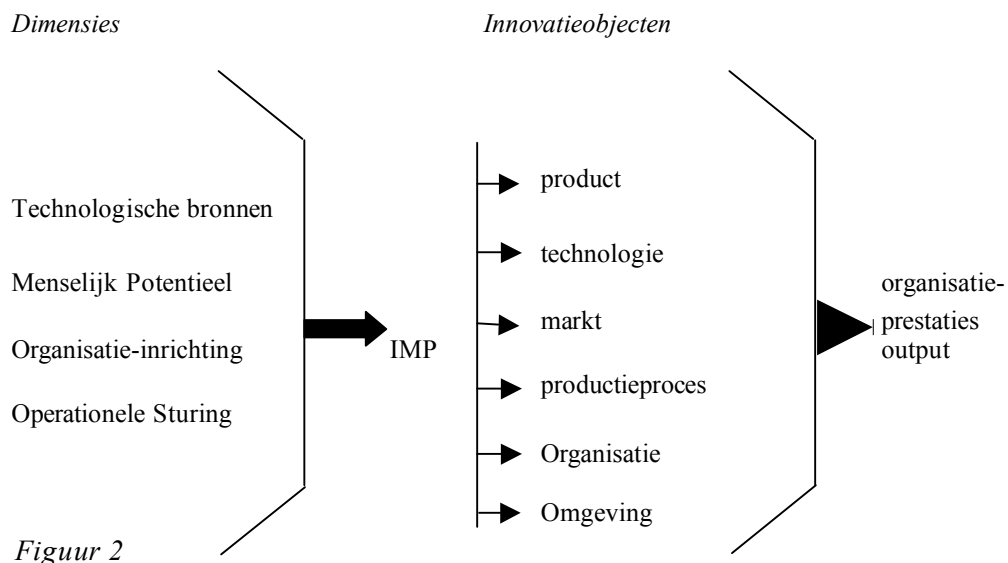 Dimensies
Innovatieobjecten
Technologische bronnen
Menselijk Potentieel
Organisatie-inrichting
Operationele Sturing
IMP
product
technologie
markt
productieproces
Organisatie
Omgeving
organisatie-
prestaties
output
Figuur 2